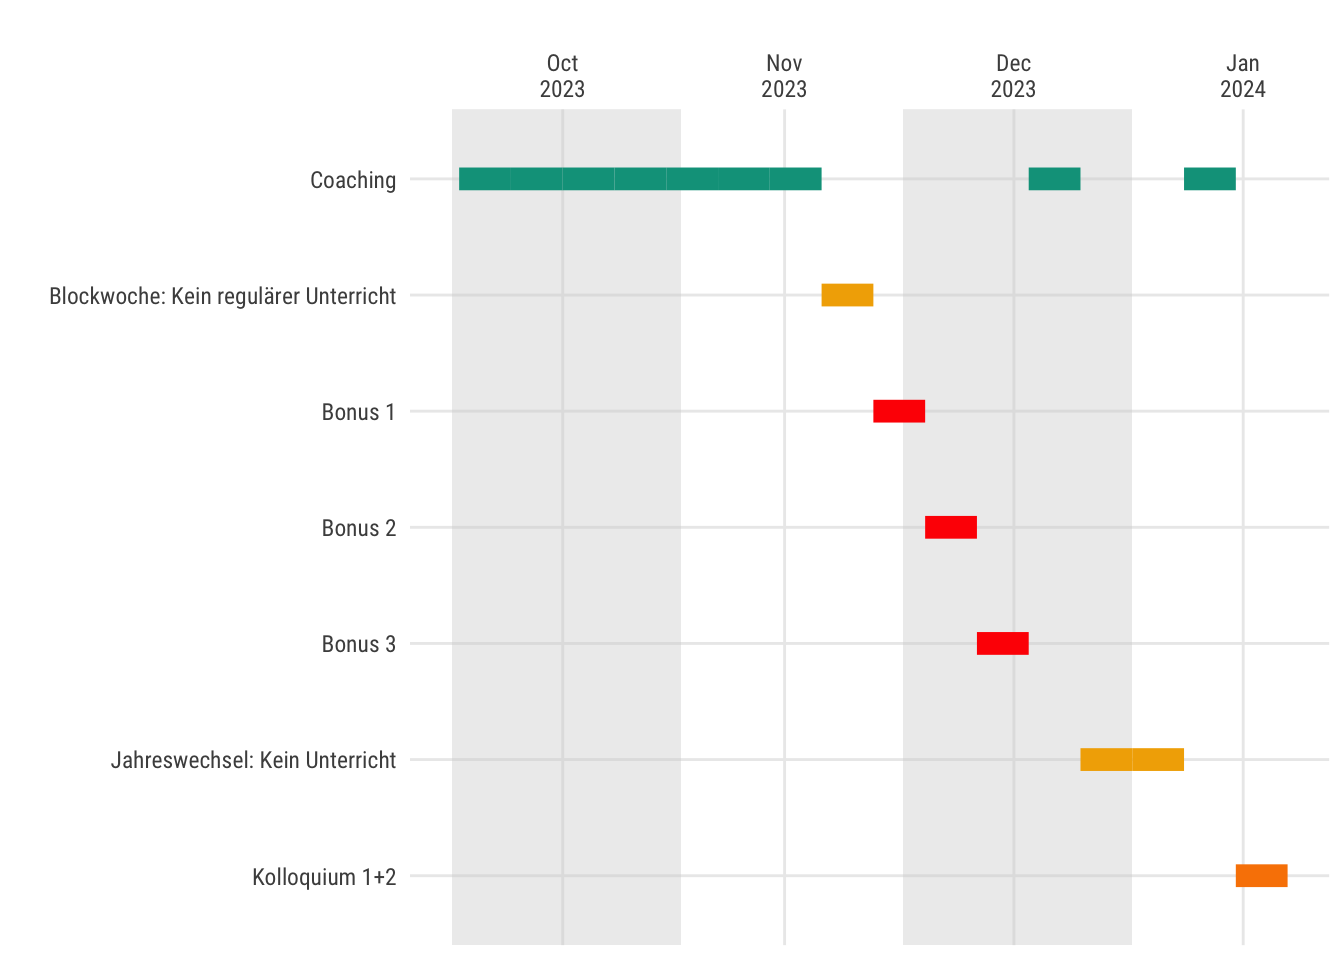 Oct
2023
Nov
2023
Dec
2023
Jan
2024
Coaching
Blockwoche: Kein regulärer Unterricht
Bonus 1
Bonus 2
Bonus 3
Jahreswechsel: Kein Unterricht
Kolloquium 1+2